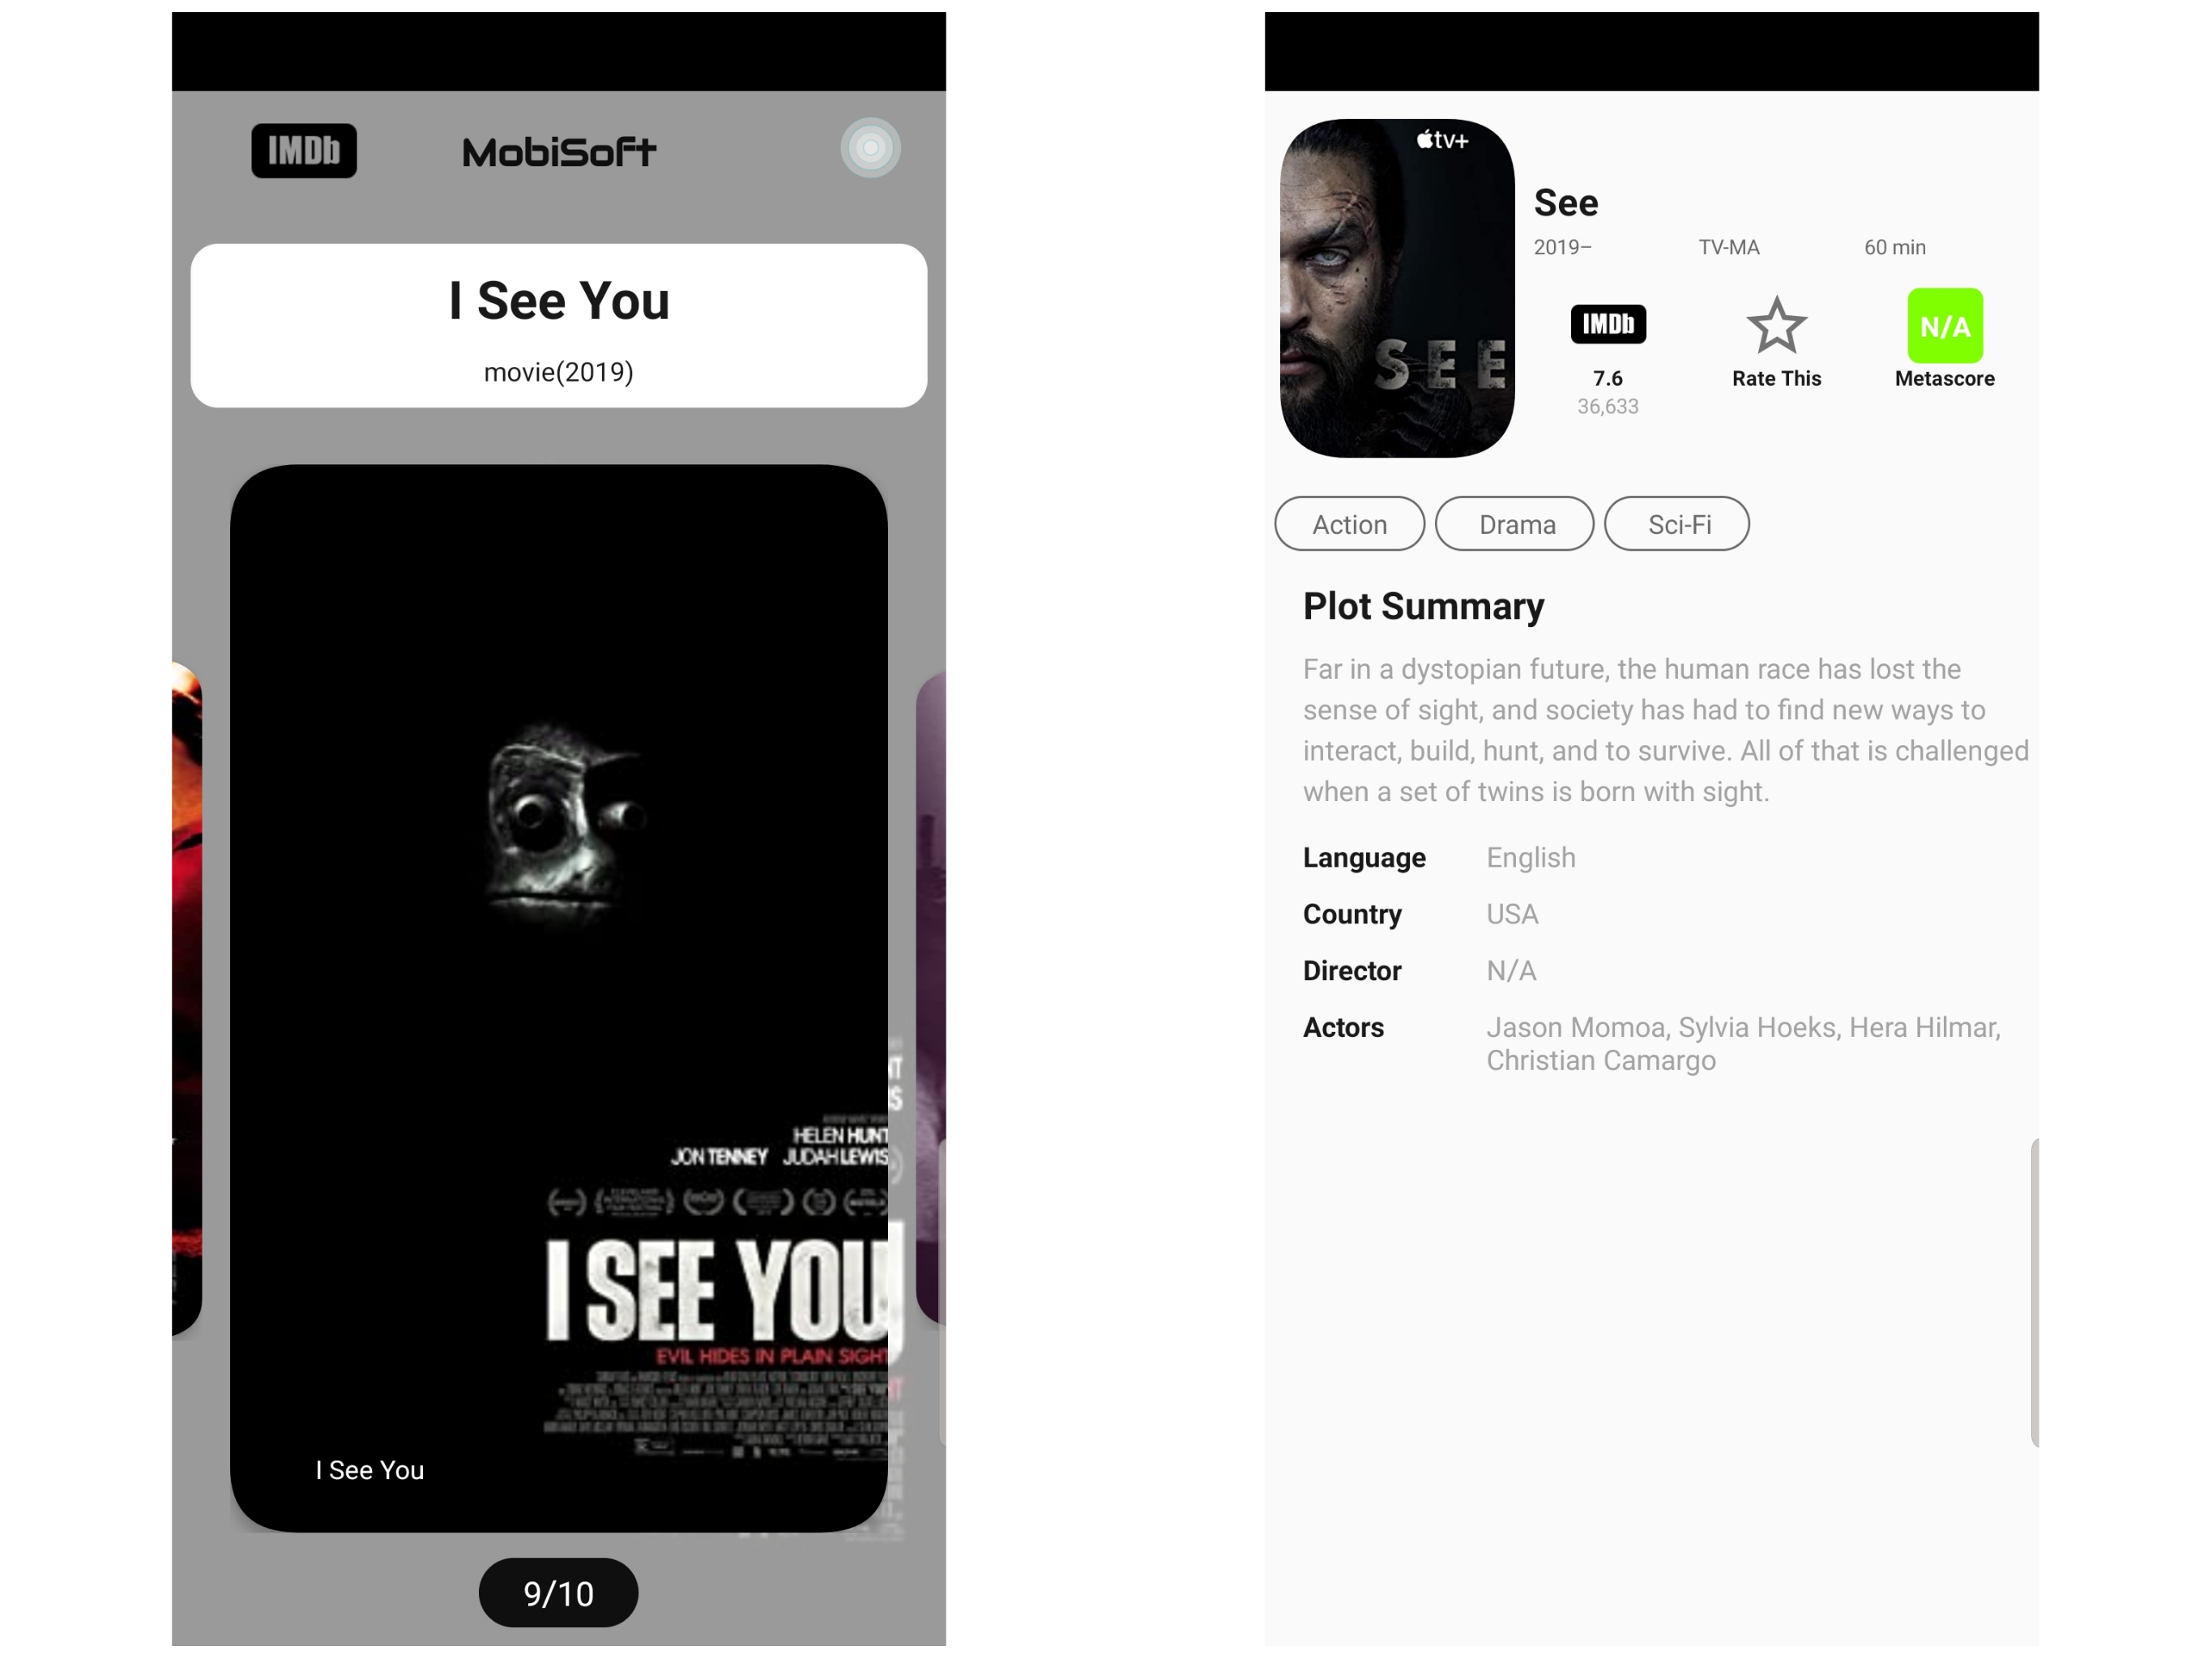 IMDb
MobiSoft
I See You
movie(2019)
HELEN HUNT
JON TENNEY JUDAH LEWIS
I SEE YOU
EVIL HIDES IN PLAIN SIGHT
I See You
9/10
tv+
SEE
See
2019–
TV-MA
60 min
IMDb
N/A
7.6
Rate This
Metascore
36,633
Action
Drama
Sci-Fi
Plot Summary
Far in a dystopian future, the human race has lost the
sense of sight, and society has had to find new ways to
interact, build, hunt, and to survive. All of that is challenged
when a set of twins is born with sight.
Language English
Country USA
Director N/A
Actors Jason Momoa, Sylvia Hoeks, Hera Hilmar,
Christian Camargo